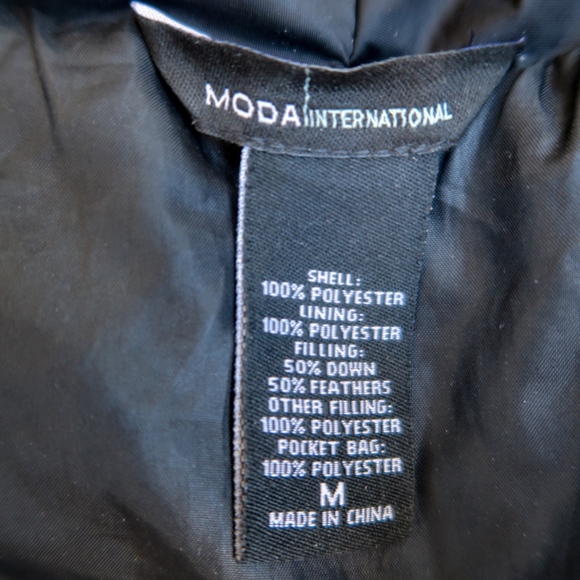 MODA INTERNATIONAL
SHELL:
100% POLYESTER
LINING:
100% POLYESTER
FILLING:
50% DOWN
50% FEATHERS
OTHER FILLING:
100% POLYESTER
POCKET BAG:
100% POLYESTER
M
MADE IN CHINA